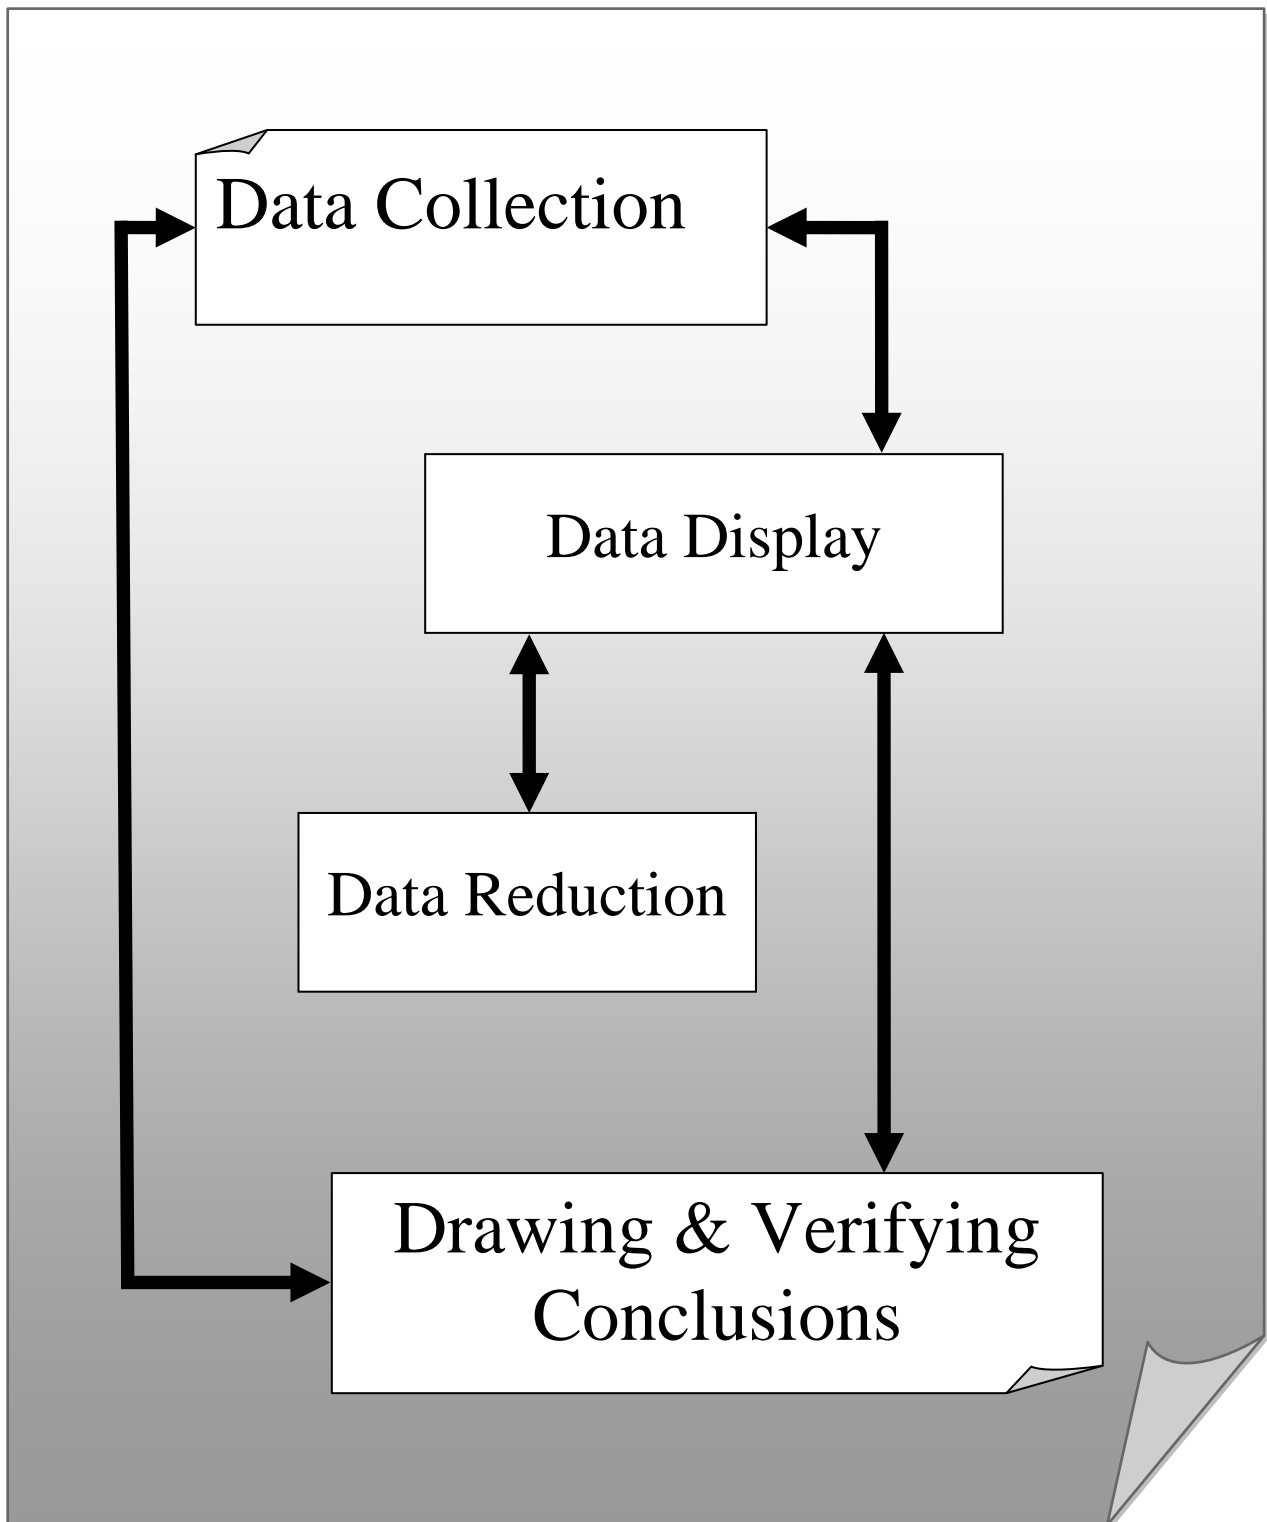 Data Collection
Data Display
Data Reduction
Drawing & Verifying
Conclusions